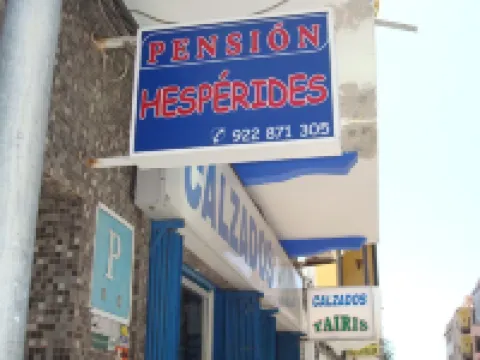 PENSIÓN
HESPÉRIDES
922 871 305
CALZADOS
P
CALZADOS
YAIRIS